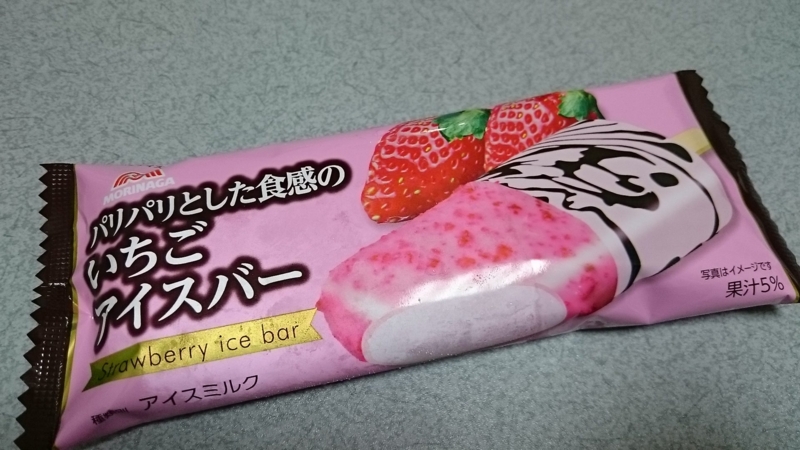 MORINAGA
パリパリとした食感の
いちご
アイスバー
Strawberry ice bar
アイスミルク
写真はイメージです
果汁5%